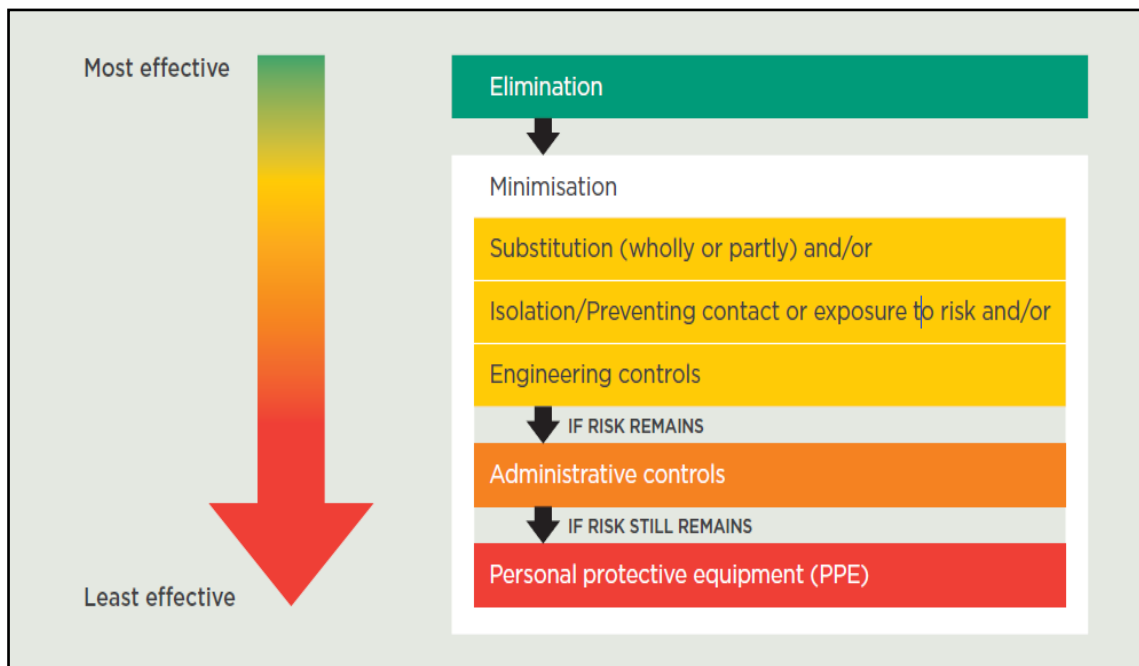 Most effective
Elimination
Minimisation
Substitution (wholly or partly) and/or
Isolation/Preventing contact or exposure to risk and/or
Engineering controls
IF RISK REMAINS
Administrative controls
IF RISK STILL REMAINS
Personal protective equipment (PPE)
Least effective